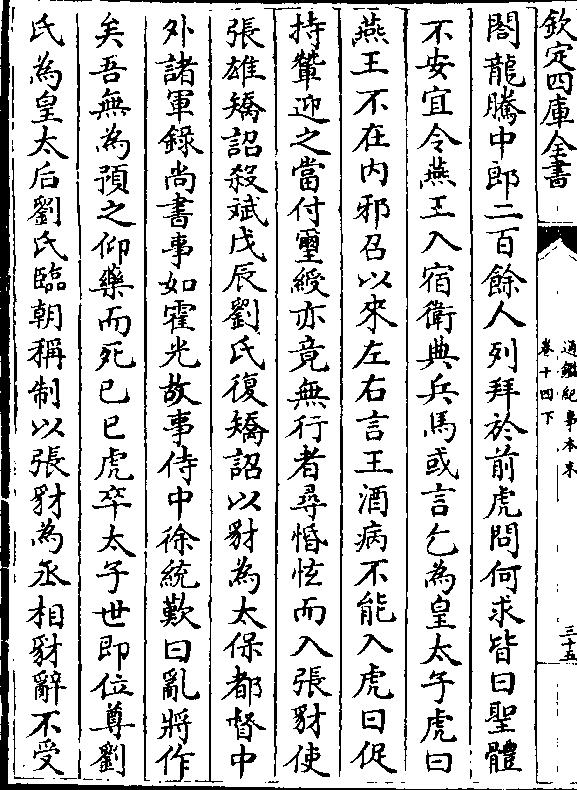 欽定四庫全書
通鑑紀事本末
卷十四下
三十五
閤龍騰中郎二百餘人列拜於前虎問何求皆曰聖體
不安宜令燕王入宿衛典兵馬或言乞為皇太子虎曰
燕王不在内邪召以來左右言王酒病不能入虎曰促
持輦迎之當付璽綬亦竟無行者尋惛怳而入張豺使
張雄矯詔殺斌戊辰劉氏復矯詔以豺為太保都督中
外諸軍録尚書事如霍光故事侍中徐統歎曰亂將作
矣吾無為預之仰藥而死己巳虎卒太子世即位尊劉
氏為皇太后劉氏臨朝稱制以張豺為丞相豺辭不受